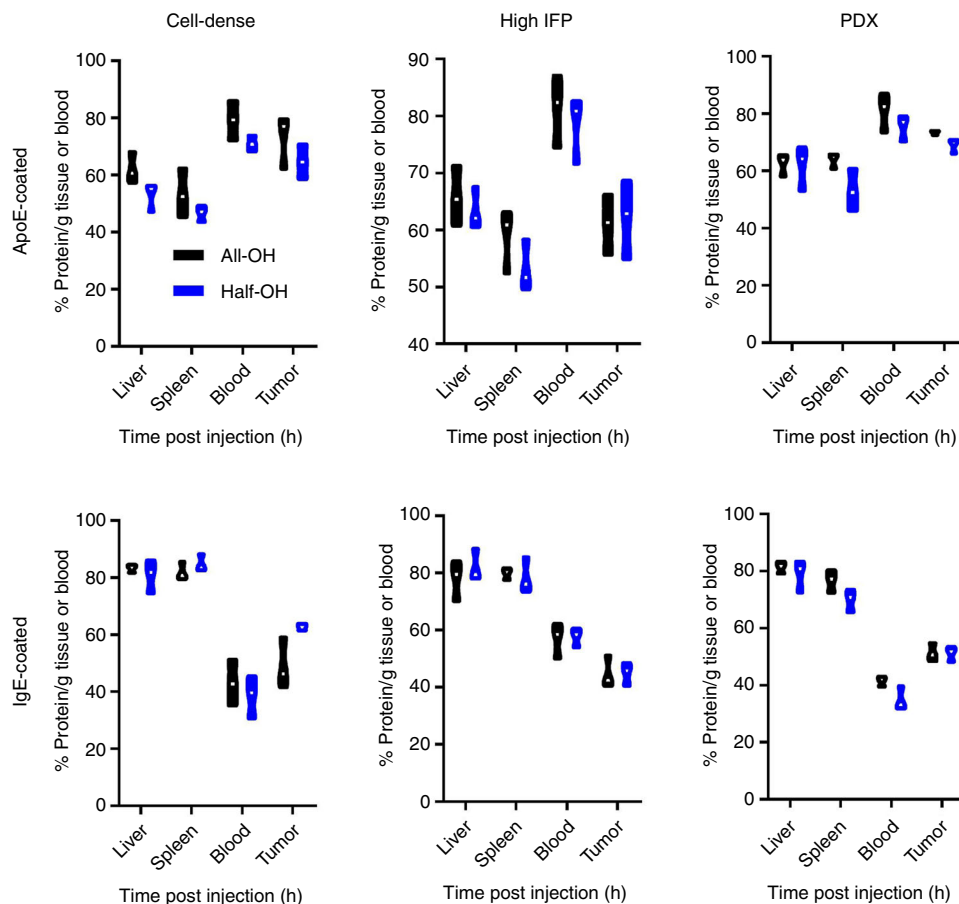 Cell-dense
High IFP
PDX
ApoE-coated
% Protein/g tissue or blood
100
80
60
40
20
0
All-OH
Half-OH
Liver
Spleen
Blood
Tumor
Time post injection (h)
% Protein/g tissue or blood
90
80
70
60
50
40
Liver
Spleen
Blood
Tumor
Time post injection (h)
% Protein/g tissue or blood
100
80
60
40
20
0
Liver
Spleen
Blood
Tumor
Time post injection (h)
IgE-coated
% Protein/g tissue or blood
100
80
60
40
20
0
Liver
Spleen
Blood
Tumor
Time post injection (h)
% Protein/g tissue or blood
100
80
60
40
20
0
Liver
Spleen
Blood
Tumor
Time post injection (h)
% Protein/g tissue or blood
100
80
60
40
20
0
Liver
Spleen
Blood
Tumor
Time post injection (h)